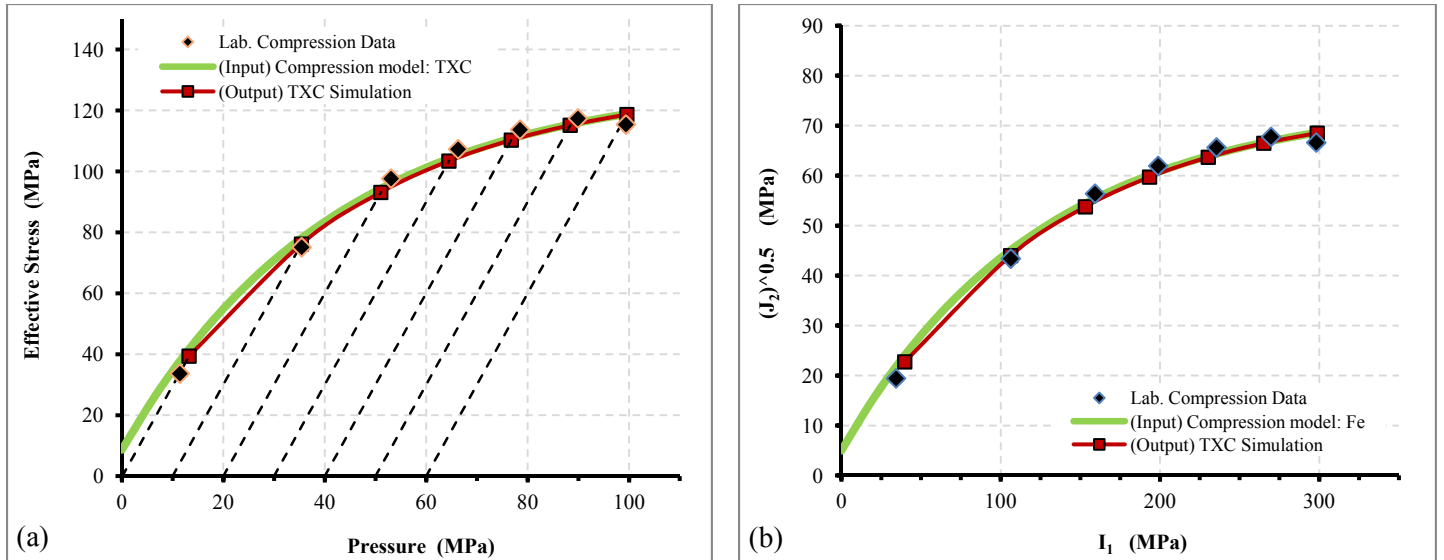 140
120
100
80
60
40
20
0
Effective Stress (MPa)
Lab. Compression Data
(Input) Compression model: TXC
(Output) TXC Simulation
0 20 40 60 80 100
Pressure (MPa)
(a)
90
80
70
60
50
40
30
20
10
0
(J₂)^0.5 (MPa)
Lab. Compression Data
(Input) Compression model: Fe
(Output) TXC Simulation
0 100 200 300
I₁ (MPa)
(b)